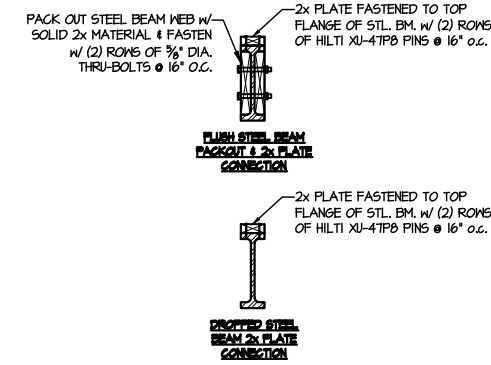 PACK OUT STEEL BEAM WEB w/
SOLID 2x MATERIAL & FASTEN
w/ (2) ROWS OF 5/8" DIA.
THRU-BOLTS @ 16" O.C.
2x PLATE FASTENED TO TOP
FLANGE OF STL. BM. w/ (2) ROWS
OF HILTI XU-47P8 PINS @ 16" o.c.
FLUSH STEEL BEAM
PACKOUT & 2x PLATE
CONNECTION
2x PLATE FASTENED TO TOP
FLANGE OF STL. BM. w/ (2) ROWS
OF HILTI XU-47P8 PINS @ 16" o.c.
DROPPED STEEL
BEAM 2x PLATE
CONNECTION